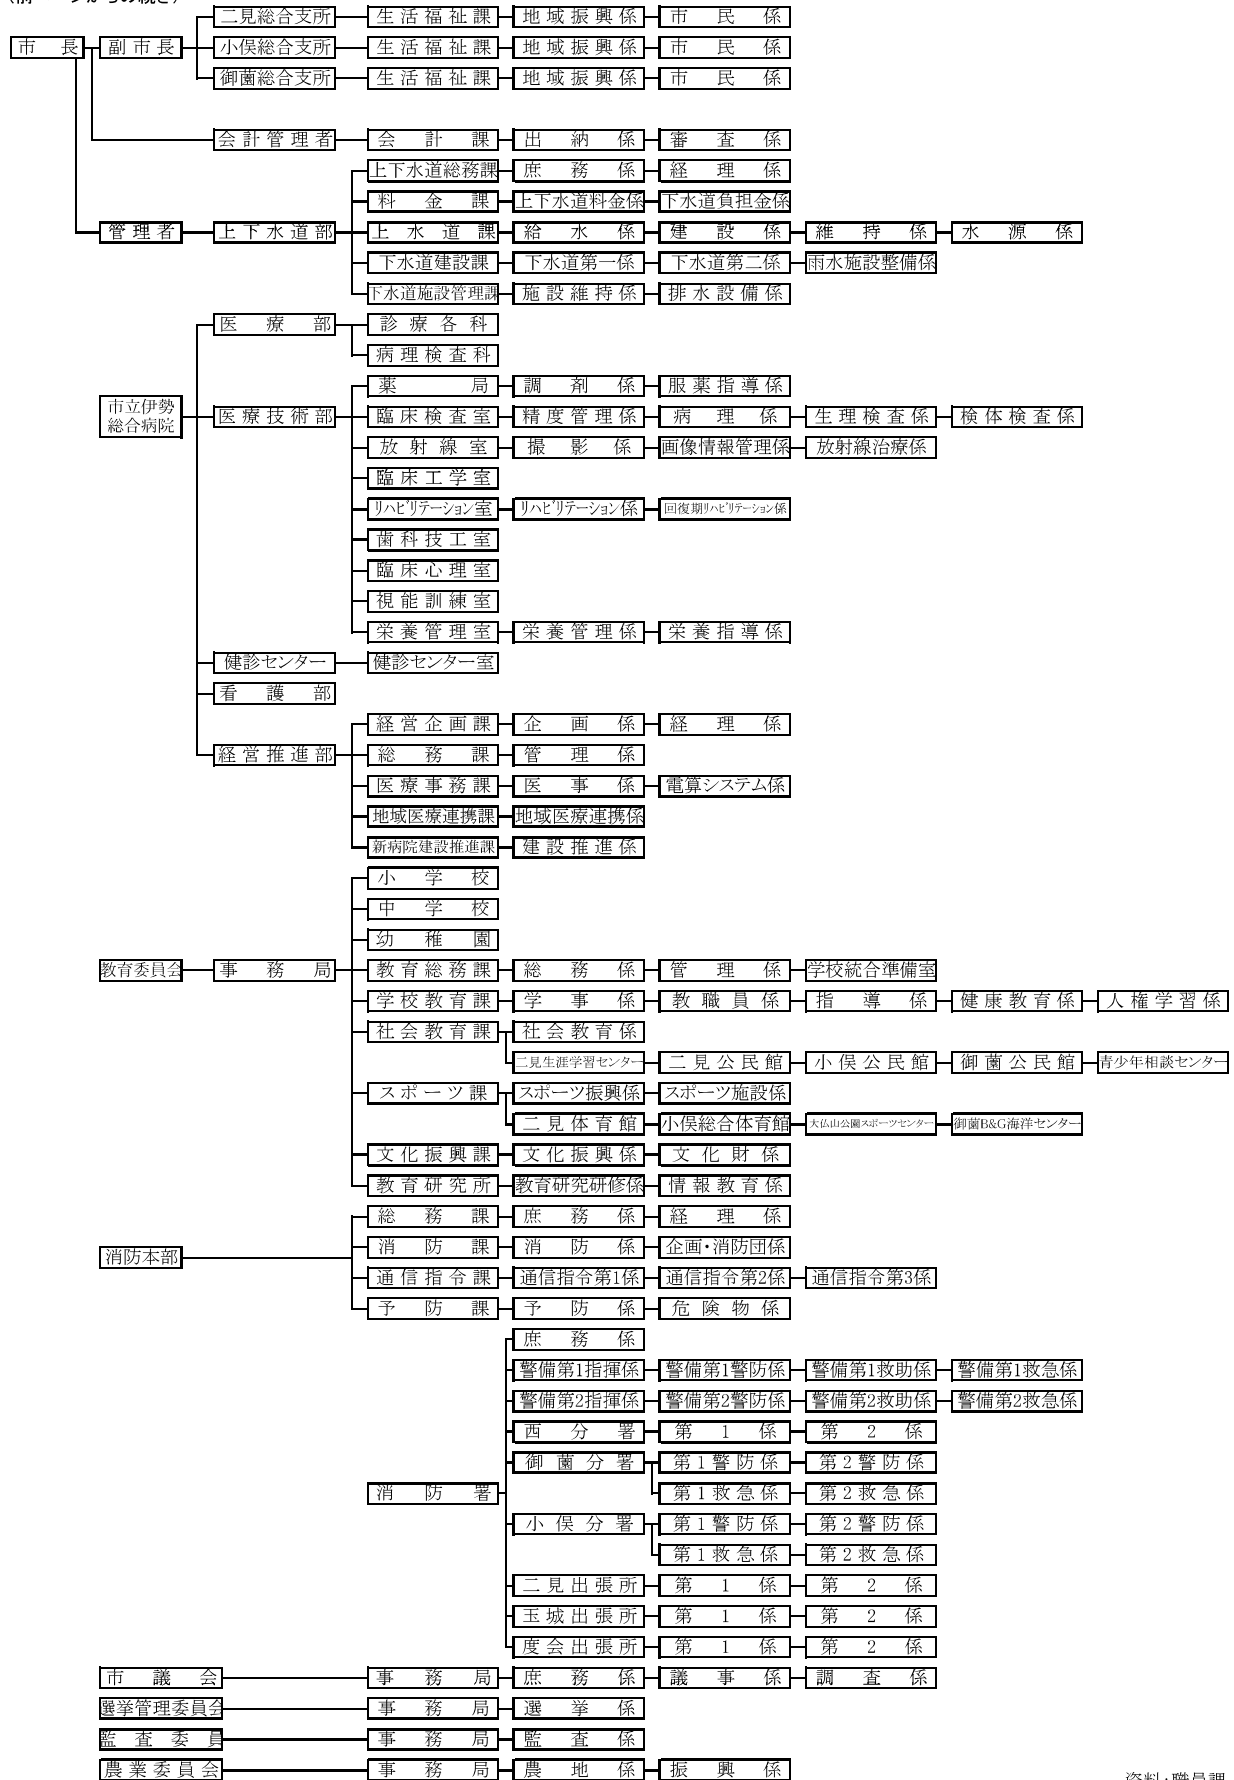 二見総合支所 生活福祉課 地域振興係 市民係
市長 副市長 小俣総合支所 生活福祉課 地域振興係 市民係
御薗総合支所 生活福祉課 地域振興係 市民係
会計管理者 会計課 出納係 審査係
上下水道総務課 庶務係 経理係
料金課 上下水道料金係 下水道負担金係
管理者 上下水道部 上水道課 給水係 建設係 維持係 水源係
下水道建設課 下水道第一係 下水道第二係 雨水施設整備係
下水道施設管理課 施設維持係 排水設備係
医療部 診療各科
病理検査科
薬局 調剤係 服薬指導係
市立伊勢
総合病院
医療技術部 臨床検査室 精度管理係 病理係 生理検査係 検体検査係
放射線室 撮影係 画像情報管理係 放射線治療係
臨床工学室
リハビリテーション室 リハビリテーション係 回復期リハビリテーション係
歯科技工室
臨床心理室
視能訓練室
栄養管理室 栄養管理係 栄養指導係
健診センター 健診センター室
看護部
経営企画課 企画係 経理係
経営推進部 総務課 管理係
医療事務課 医事係 電算システム係
地域医療連携課 地域医療連携係
新病院建設推進課 建設推進係
小学校
中学校
幼稚園
教育委員会 事務局 教育総務課 総務係 管理係 学校統合準備室
学校教育課 学事係 教職員係 指導係 健康教育係 人権学習係
社会教育課 社会教育係
二見生涯学習センター 二見公民館 小俣公民館 御薗公民館 青少年相談センター
スポーツ課 スポーツ振興係 スポーツ施設係
二見体育館 小俣総合体育館 大仏山公園スポーツセンター 御薗B&G海洋センター
文化振興課 文化振興係 文化財係
教育研究所 教育研究研修係 情報教育係
総務課 庶務係 経理係
消防本部 消防課 消防係 企画・消防団係
通信指令課 通信指令第1係 通信指令第2係 通信指令第3係
予防課 予防係 危険物係
庶務係
警備第1指揮係 警備第1警防係 警備第1救助係 警備第1救急係
警備第2指揮係 警備第2警防係 警備第2救助係 警備第2救急係
西分署 第1係 第2係
御薗分署 第1警防係 第2警防係
消防署 第1救急係 第2救急係
小俣分署 第1警防係 第2警防係
第1救急係 第2救急係
二見出張所 第1係 第2係
玉城出張所 第1係 第2係
度会出張所 第1係 第2係
市議会 事務局 庶務係 議事係 調査係
選挙管理委員会 事務局 選挙係
監査委員 事務局 監査係
農業委員会 事務局 農地係 振興係
資料:職員課